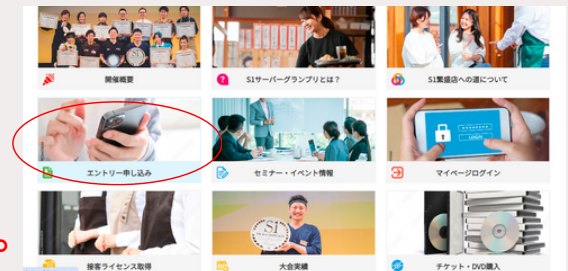 開催概要
S1サーバーグランプリとは？
S1繁盛店への道について
LOGIN
エントリー申し込み
セミナー・イベント情報
マイページログイン
S1
接客ライセンス取得
大会実績
チケット・DVD購入